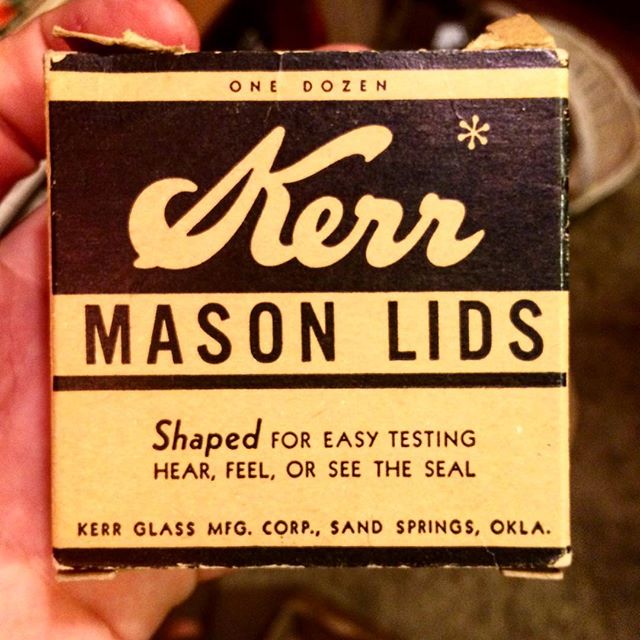 ONE DOZEN
Kerr*
MASON LIDS
Shaped FOR EASY TESTING
HEAR, FEEL, OR SEE THE SEAL
KERR GLASS MFG. CORP., SAND SPRINGS, OKLA.